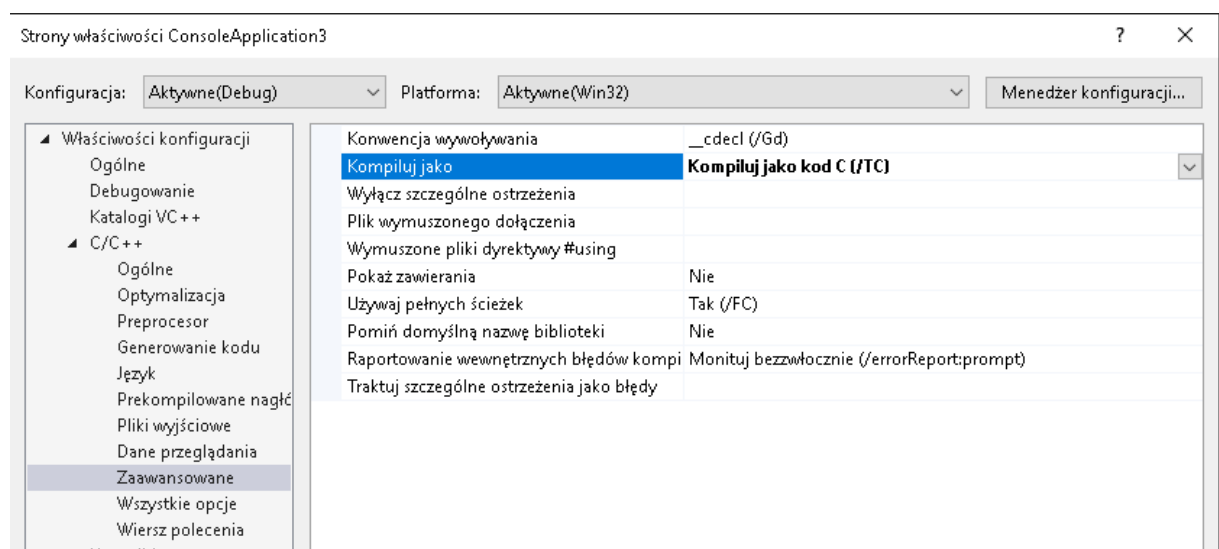 Strony właściwości ConsoleApplication3 ? ×
Konfiguracja: Aktywne(Debug) Platforma: Aktywne(Win32) Menedżer konfiguracji...
Właściwości konfiguracji
Ogólne
Debugowanie
Katalogi VC++
C/C++
Ogólne
Optymalizacja
Preprocesor
Generowanie kodu
Język
Prekompilowane nagłć
Pliki wyjściowe
Dane przeglądania
Zaawansowane
Wszystkie opcje
Wiersz polecenia
Konwencja wywoływania __cdecl (/Gd)
Kompiluj jako Kompiluj jako kod C (/TC)
Wyłącz szczególne ostrzeżenia
Plik wymuszonego dołączenia
Wymuszone pliki dyrektywy #using
Pokaż zawierania Nie
Używaj pełnych ścieżek Tak (/FC)
Pomiń domyślną nazwę biblioteki Nie
Raportowanie wewnętrznych błędów kompi Monituj bezzwłocznie (/errorReport:prompt)
Traktuj szczególne ostrzeżenia jako błędy